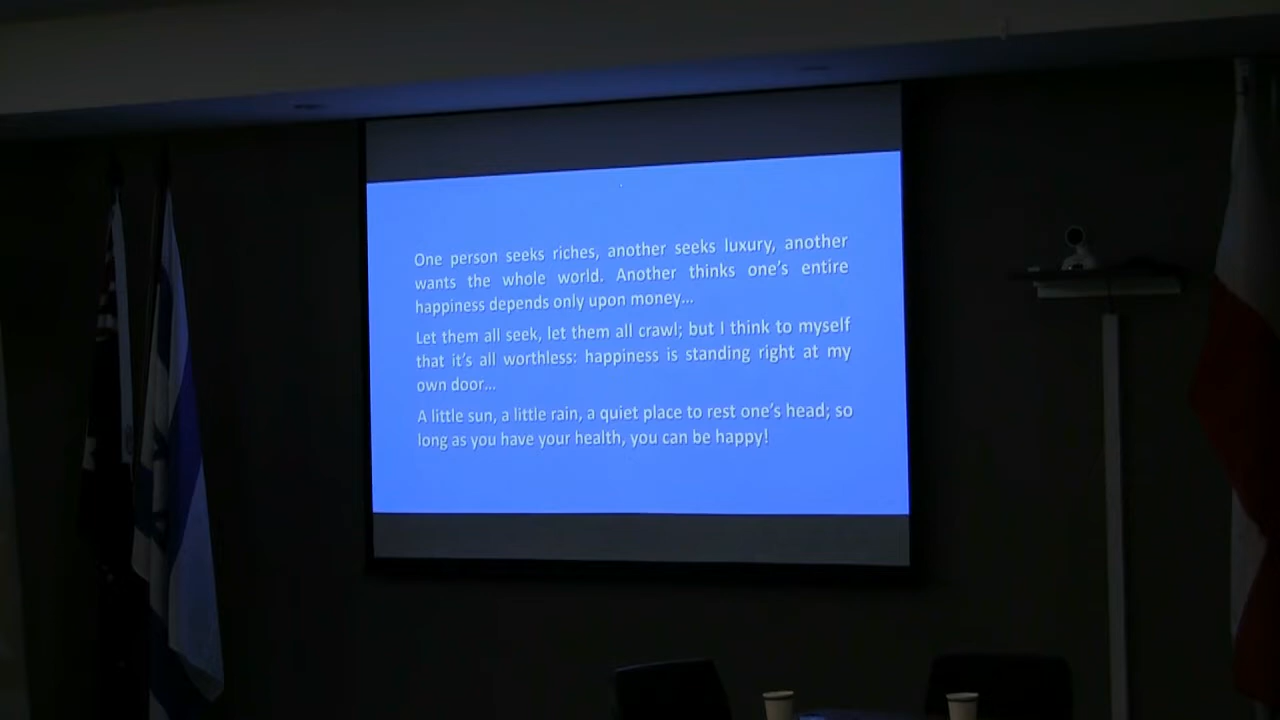 One person seeks riches, another seeks luxury, another
wants the whole world. Another thinks one's entire
happiness depends only upon money...
Let them all seek, let them all crawl; but I think to myself
that it's all worthless: happiness is standing right at my
own door...
A little sun, a little rain, a quiet place to rest one's head; so
long as you have your health, you can be happy!